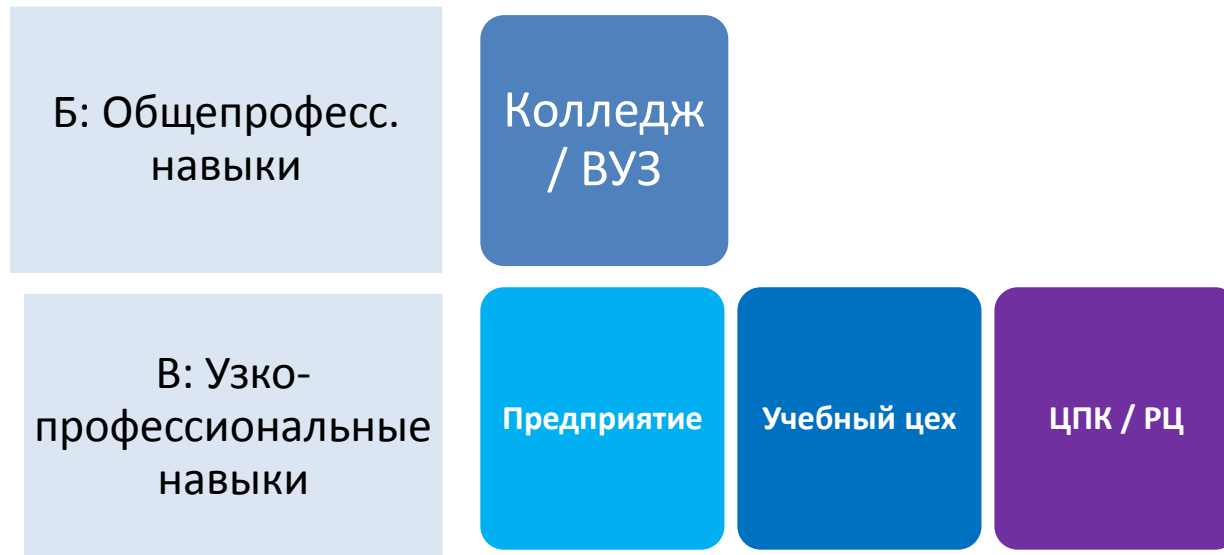 Б: Общепрофесс.
навыки
Колледж
/ ВУЗ
В: Узко-
профессиональные
навыки
Предприятие
Учебный цех
ЦПК / РЦ